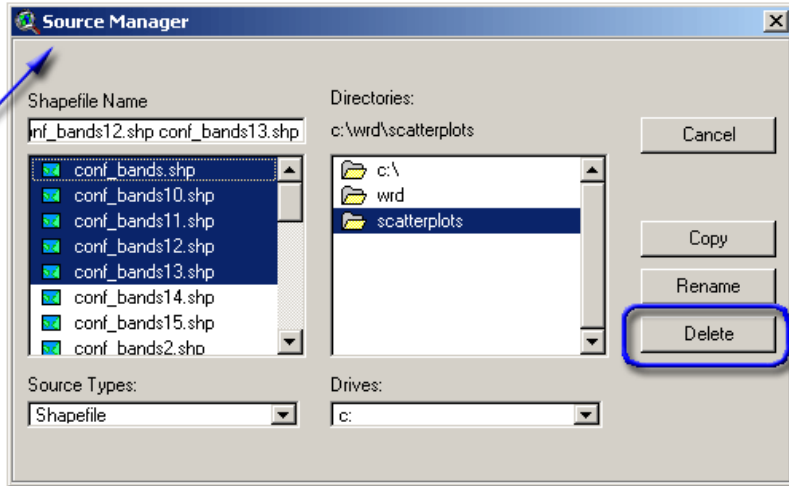 Source Manager
Shapefile Name
nf_bands12.shp conf_bands13.shp
conf_bands.shp
conf_bands10.shp
conf_bands11.shp
conf_bands12.shp
conf_bands13.shp
conf_bands14.shp
conf_bands15.shp
conf_bands2.shp
Source Types:
Shapefile
Directories:
c:\wrd\scatterplots
c:\
wrd
scatterplots
Drives:
c:
Cancel
Copy
Rename
Delete